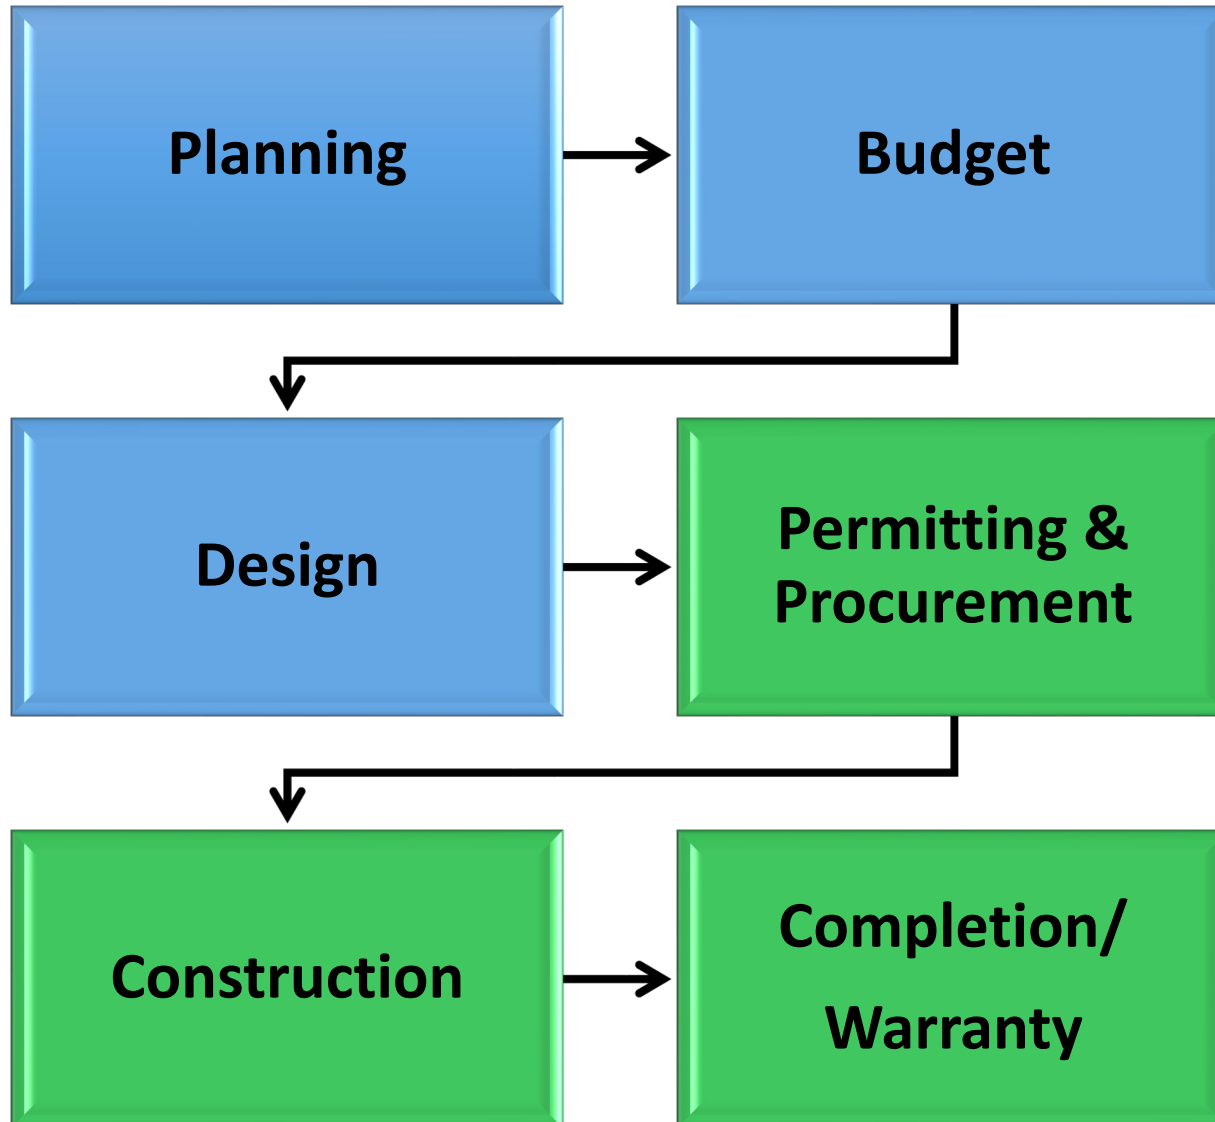 Planning
Budget
Design
Permitting &
Procurement
Construction
Completion/
Warranty